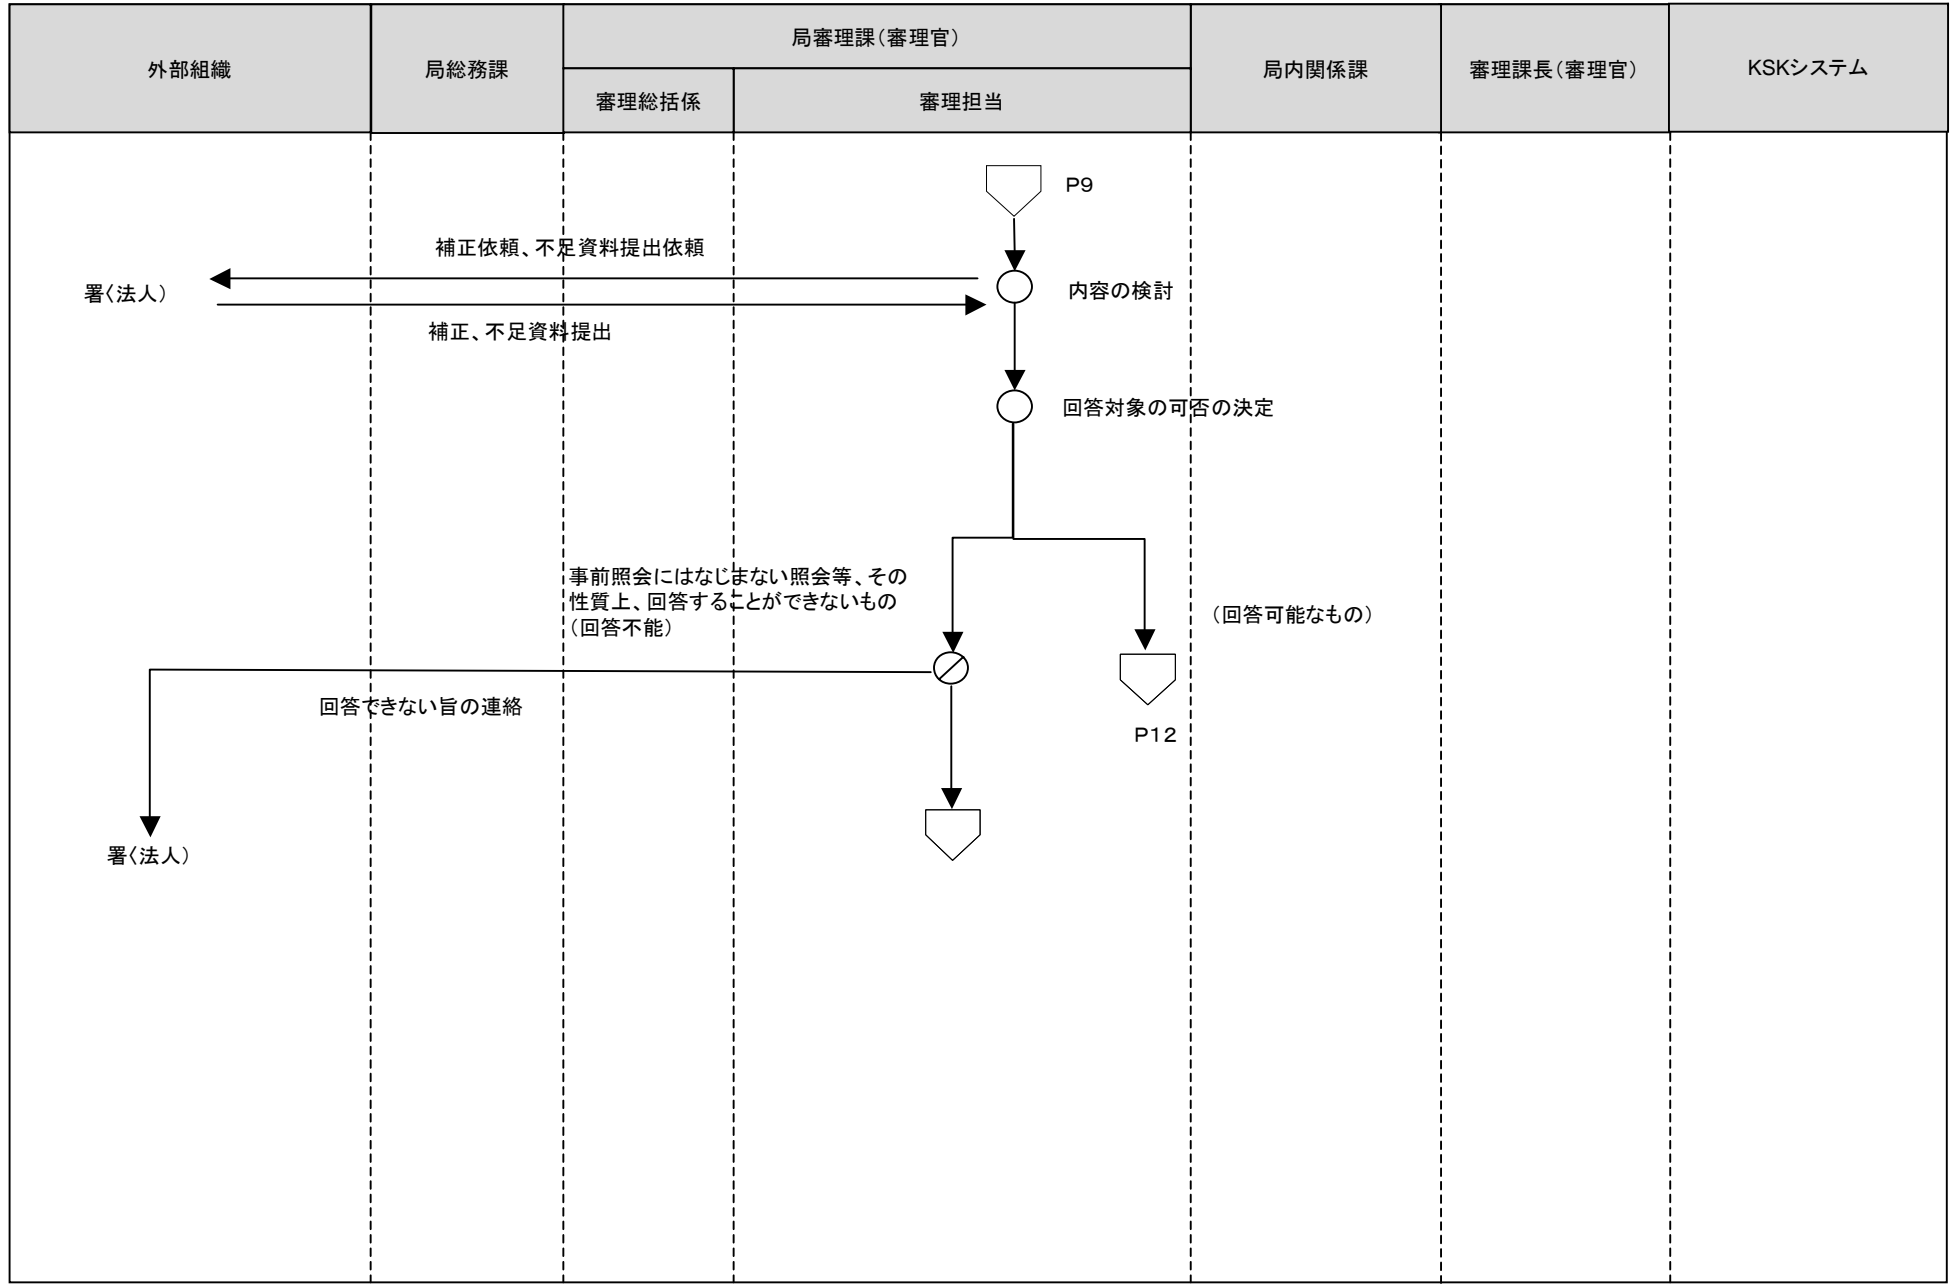 外部組織
局総務課
局審理課（審理官）
審理総括係
審理担当
局内関係課
審理課長（審理官）
KSKシステム
P9
補正依頼、不足資料提出依頼
署〈法人）
内容の検討
補正、不足資料提出
回答対象の可否の決定
事前照会にはなじまない照会等、その
性質上、回答することができないもの
（回答不能）
（回答可能なもの）
回答できない旨の連絡
P12
署〈法人）